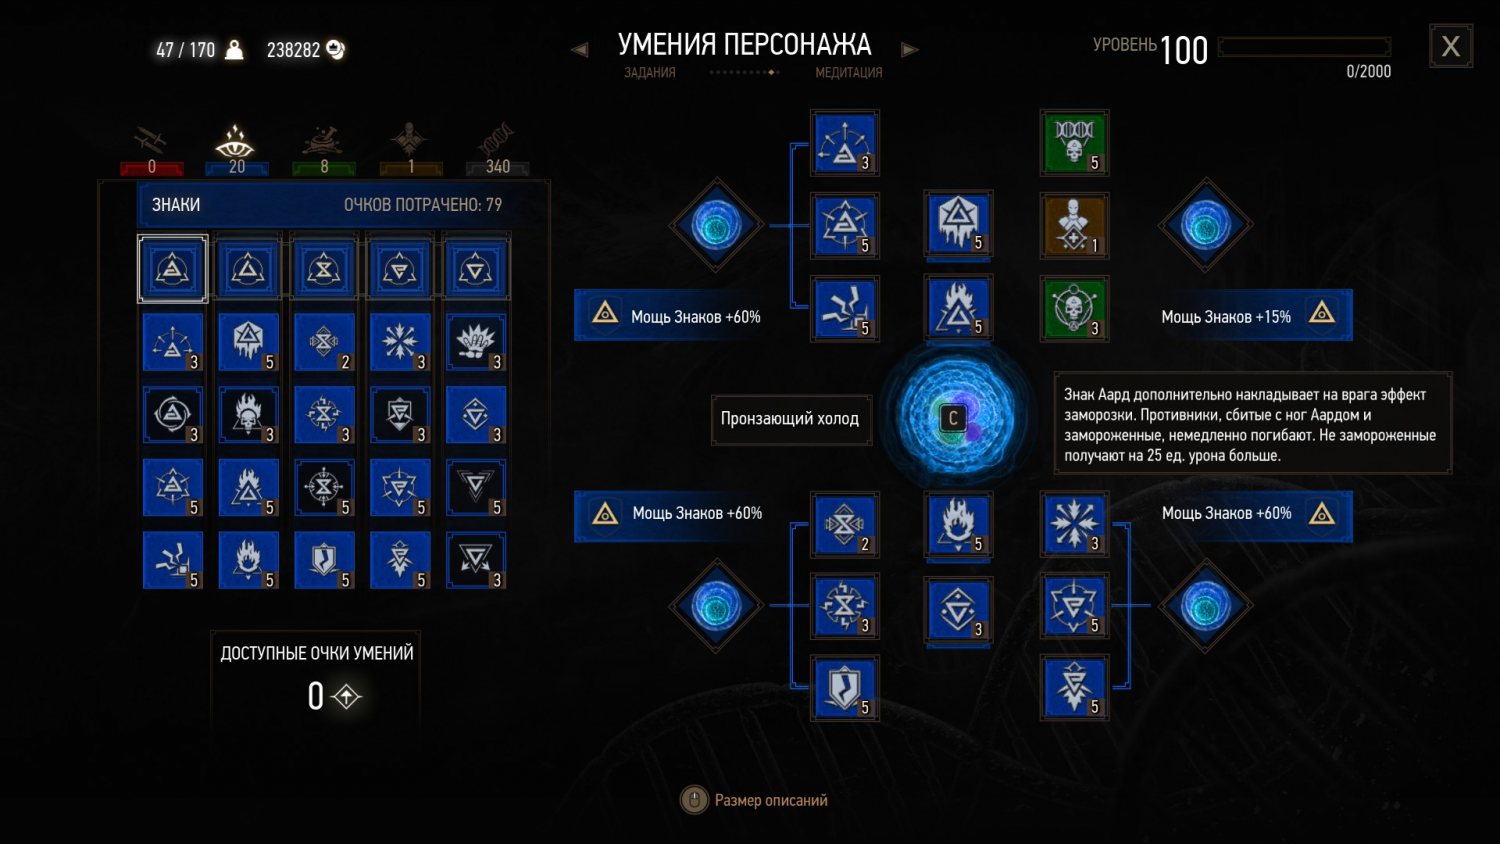 47 / 170
238282
УМЕНИЯ ПЕРСОНАЖА
ЗАДАНИЯ
МЕДИТАЦИЯ
УРОВЕНЬ 100
0/2000
X
0
20
8
1
340
ЗНАКИ
ОЧКОВ ПОТРАЧЕНО: 79
3
5
2
3
3
3
3
3
3
3
5
5
5
5
5
5
5
5
5
3
ДОСТУПНЫЕ ОЧКИ УМЕНИЙ
0
3
5
5
5
5
1
5
5
3
Мощь Знаков +60%
Мощь Знаков +15%
Пронзающий холод
C
Знак Аард дополнительно накладывает на врага эффект
заморозки. Противники, сбитые с ног Аардом и
замороженные, немедленно погибают. Не замороженные
получают на 25 ед. урона больше.
Мощь Знаков +60%
Мощь Знаков +60%
2
5
3
3
3
5
5
5
Размер описаний